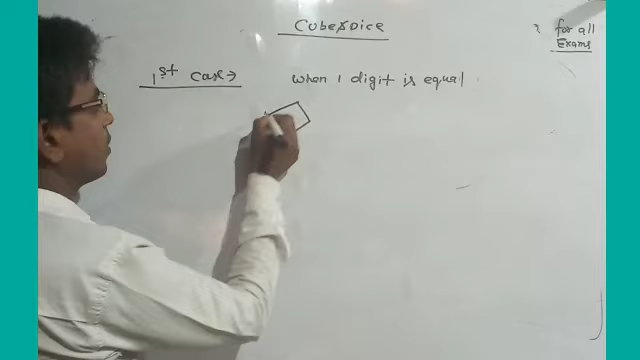 Cube & Dice
for all
Exams
1st Case → when 1 digit is equal